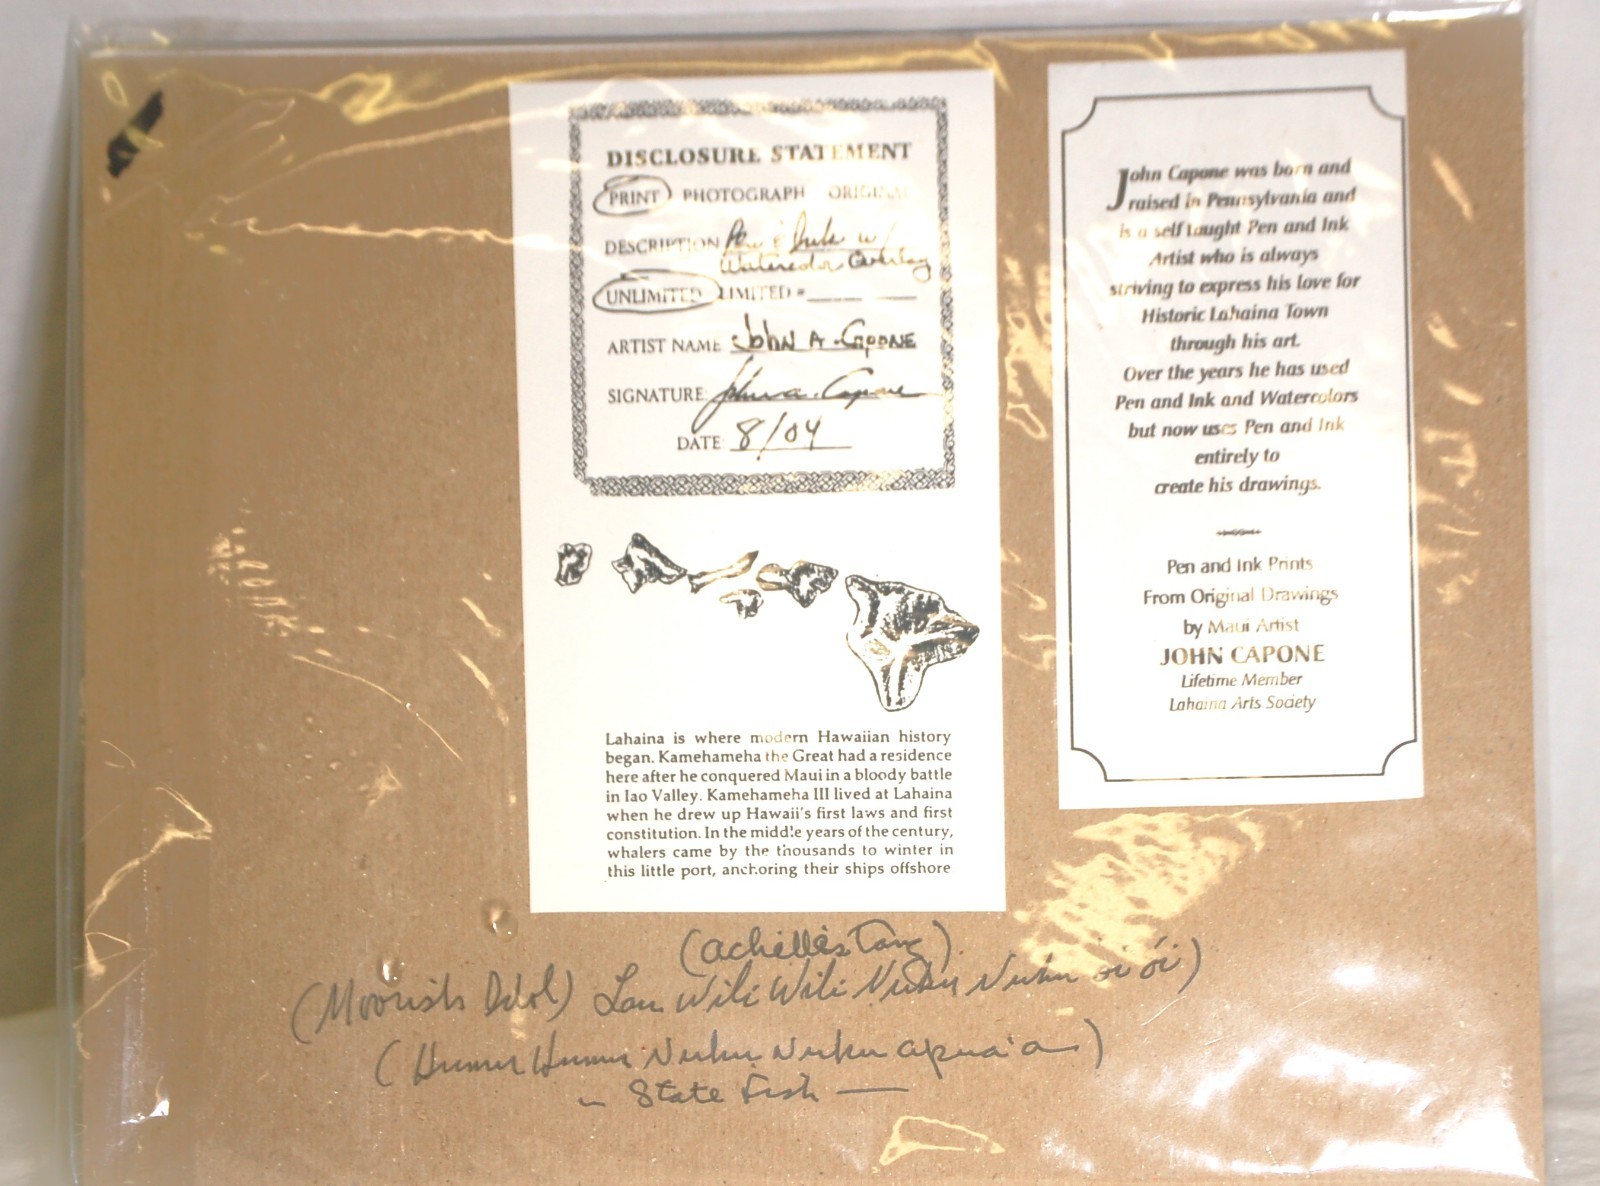 DISCLOSURE STATEMENT
PRINT PHOTOGRAPH ORIGINAL
DESCRIPTION Pen & Ink w/
Watercolor Overlay
UNLIMITED LIMITED #
ARTIST NAME John A. Capone
SIGNATURE: John A. Capone
DATE 8/04
Lahaina is where modern Hawaiian history
began. Kamehameha the Great had a residence
here after he conquered Maui in a bloody battle
in Iao Valley. Kamehameha III lived at Lahaina
when he drew up Hawaii's first laws and first
constitution. In the middle years of the century,
whalers came by the thousands to winter in
this little port, anchoring their ships offshore
John Capone was born and
raised in Pennsylvania and
is a self taught Pen and Ink
Artist who is always
striving to express his love for
Historic Lahaina Town
through his art.
Over the years he has used
Pen and Ink and Watercolors
but now uses Pen and Ink
entirely to
create his drawings.
Pen and Ink Prints
From Original Drawings
by Maui Artist
JOHN CAPONE
Lifetime Member
Lahaina Arts Society
(achilles Tang)
(Moorish Idol) Lau Wili Wili Nuku Nuku oi oi)
(Humu Humu Nuku Nuku apua'a)
- State Fish -